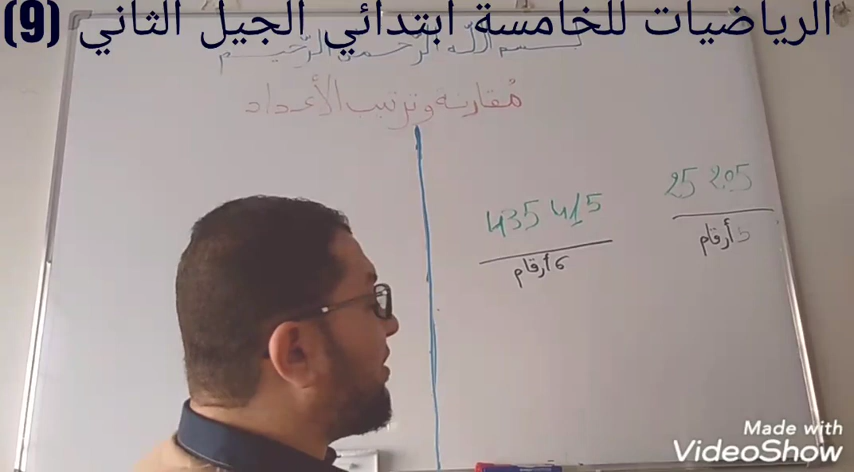 الرياضيات للخامسة ابتدائي الجيل الثاني (9)
بسم الله الرحمن الرحيم
مُقارنة وترتيب الأعداد
25 205
435 415
5 أرقام
6 أرقام
Made with
VideoShow